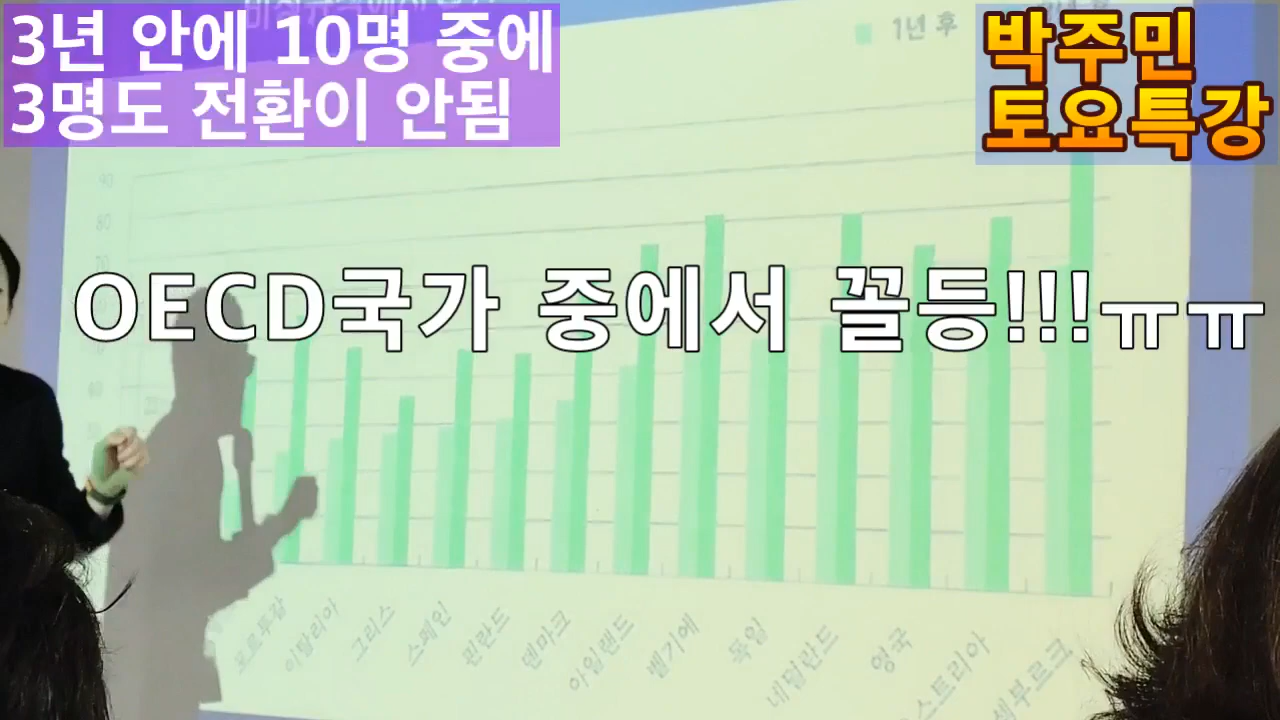 3년 안에 10명 중에
3명도 전환이 안됨
박주민
토요특강
1년 후
90
80
OECD국가 중에서 꼴등!!!ㅠㅠ
포르투갈
이탈리아
그리스
스페인
핀란드
덴마크
아일랜드
벨기에
독일
네덜란드
영국
스트리아
셈부르크